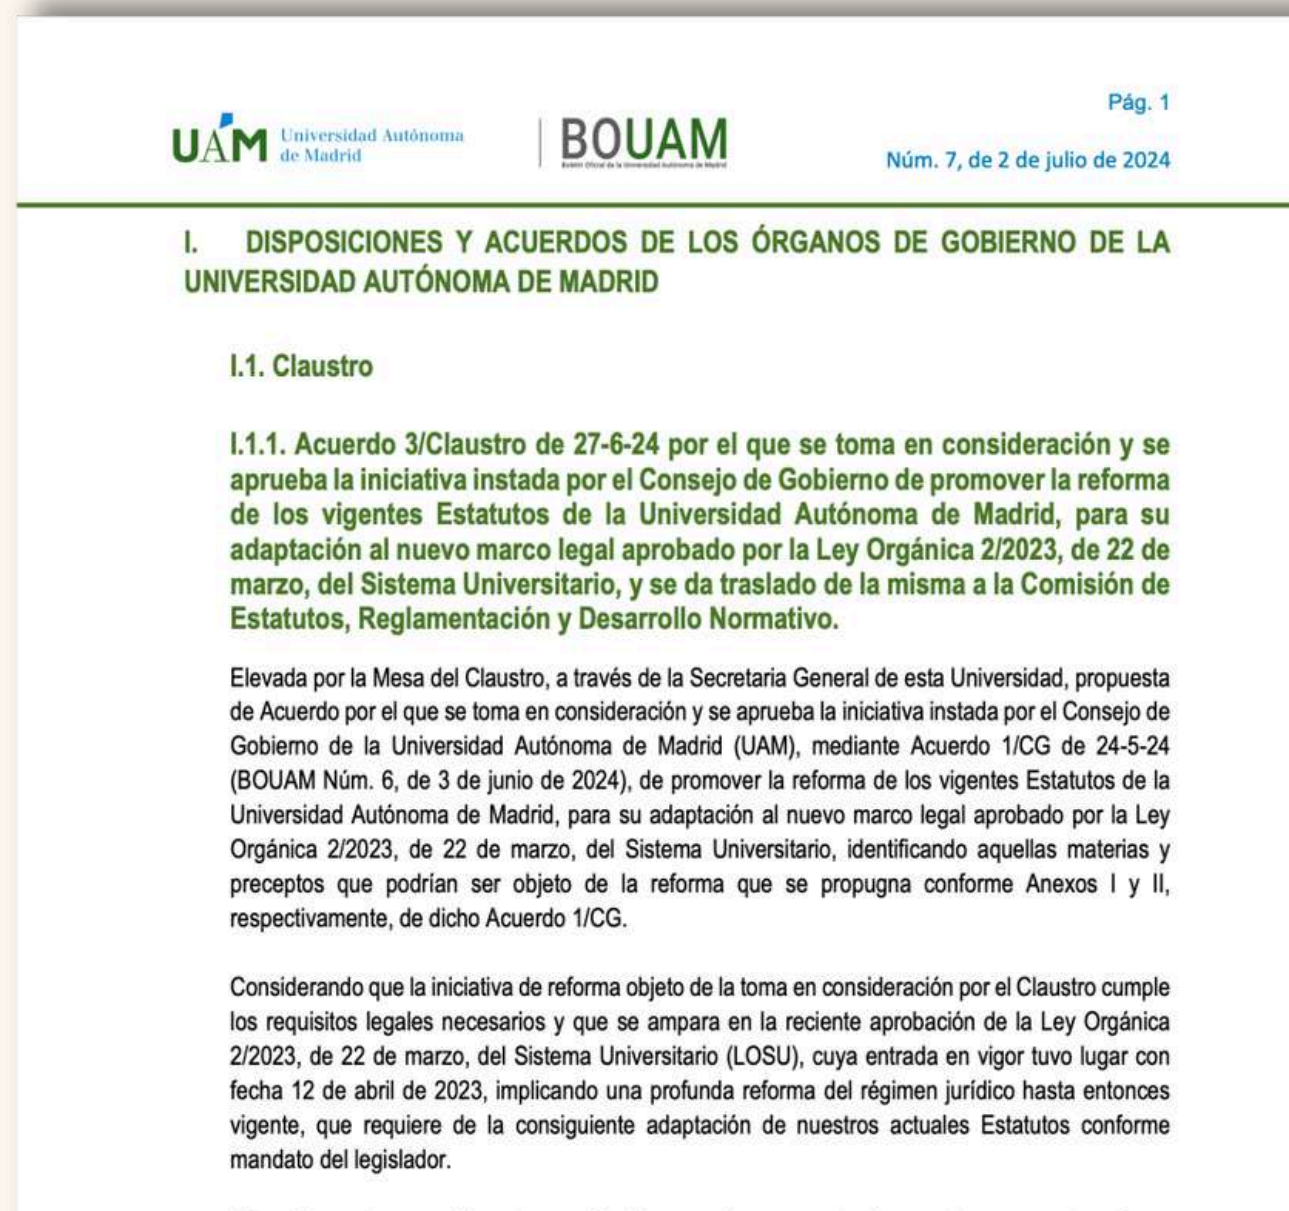 Pág. 1
UAM Universidad Autónoma
de Madrid
BOUAM
Boletín Oficial de la Universidad Autónoma de Madrid
Núm. 7, de 2 de julio de 2024
I. DISPOSICIONES Y ACUERDOS DE LOS ÓRGANOS DE GOBIERNO DE LA
UNIVERSIDAD AUTÓNOMA DE MADRID
I.1. Claustro
I.1.1. Acuerdo 3/Claustro de 27-6-24 por el que se toma en consideración y se
aprueba la iniciativa instada por el Consejo de Gobierno de promover la reforma
de los vigentes Estatutos de la Universidad Autónoma de Madrid, para su
adaptación al nuevo marco legal aprobado por la Ley Orgánica 2/2023, de 22 de
marzo, del Sistema Universitario, y se da traslado de la misma a la Comisión de
Estatutos, Reglamentación y Desarrollo Normativo.
Elevada por la Mesa del Claustro, a través de la Secretaria General de esta Universidad, propuesta
de Acuerdo por el que se toma en consideración y se aprueba la iniciativa instada por el Consejo de
Gobierno de la Universidad Autónoma de Madrid (UAM), mediante Acuerdo 1/CG de 24-5-24
(BOUAM Núm. 6, de 3 de junio de 2024), de promover la reforma de los vigentes Estatutos de la
Universidad Autónoma de Madrid, para su adaptación al nuevo marco legal aprobado por la Ley
Orgánica 2/2023, de 22 de marzo, del Sistema Universitario, identificando aquellas materias y
preceptos que podrían ser objeto de la reforma que se propugna conforme Anexos I y II,
respectivamente, de dicho Acuerdo 1/CG.
Considerando que la iniciativa de reforma objeto de la toma en consideración por el Claustro cumple
los requisitos legales necesarios y que se ampara en la reciente aprobación de la Ley Orgánica
2/2023, de 22 de marzo, del Sistema Universitario (LOSU), cuya entrada en vigor tuvo lugar con
fecha 12 de abril de 2023, implicando una profunda reforma del régimen jurídico hasta entonces
vigente, que requiere de la consiguiente adaptación de nuestros actuales Estatutos conforme
mandato del legislador.